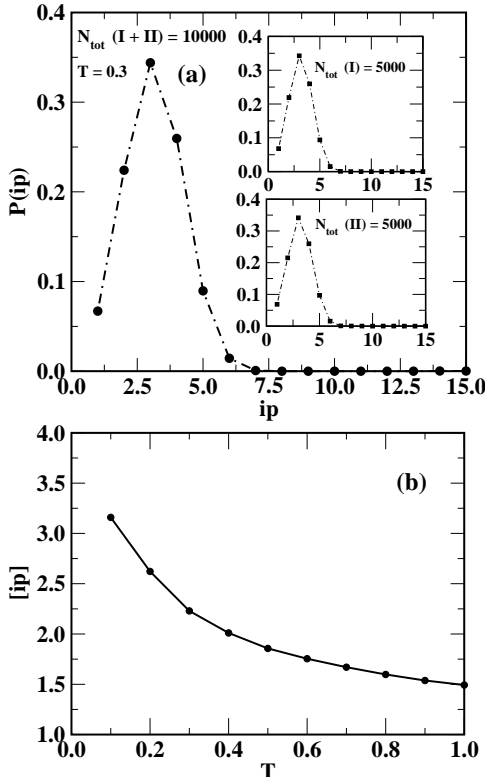 0.4
N_tot (I + II) = 10000
T = 0.3
(a)
0.3
0.2
0.1
0.0
P(ip)
0.0 2.5 5.0 7.5 10.0 12.5 15.0
ip
0.4
0.3
0.2
0.1
0.0
N_tot (I) = 5000
0 5 10 15
0.4
0.3
0.2
0.1
0.0
N_tot (II) = 5000
0 5 10 15
4.0
3.5
3.0
2.5
2.0
1.5
1.0
[ip]
(b)
0.0 0.2 0.4 0.6 0.8 1.0
T